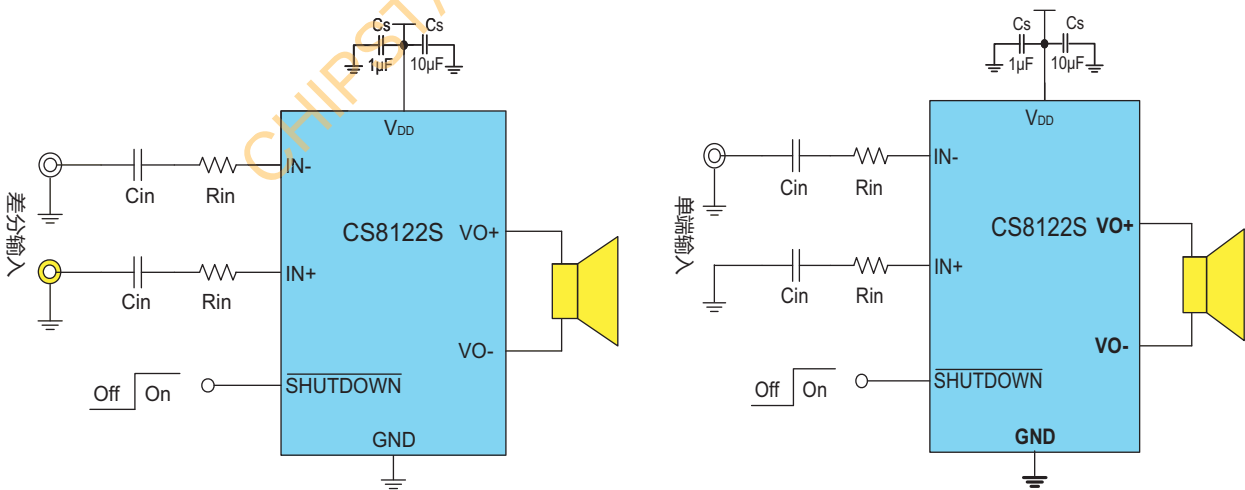 CHIPSTA
Cs Cs
1µF 10µF
VDD
IN-
Cin Rin
差分输入
CS8122S VO+
IN+
Cin Rin
VO-
Off On
SHUTDOWN
GND
Cs Cs
1µF 10µF
VDD
IN-
Cin Rin
单端输入
CS8122S VO+
IN+
Cin Rin
VO-
Off On
SHUTDOWN
GND